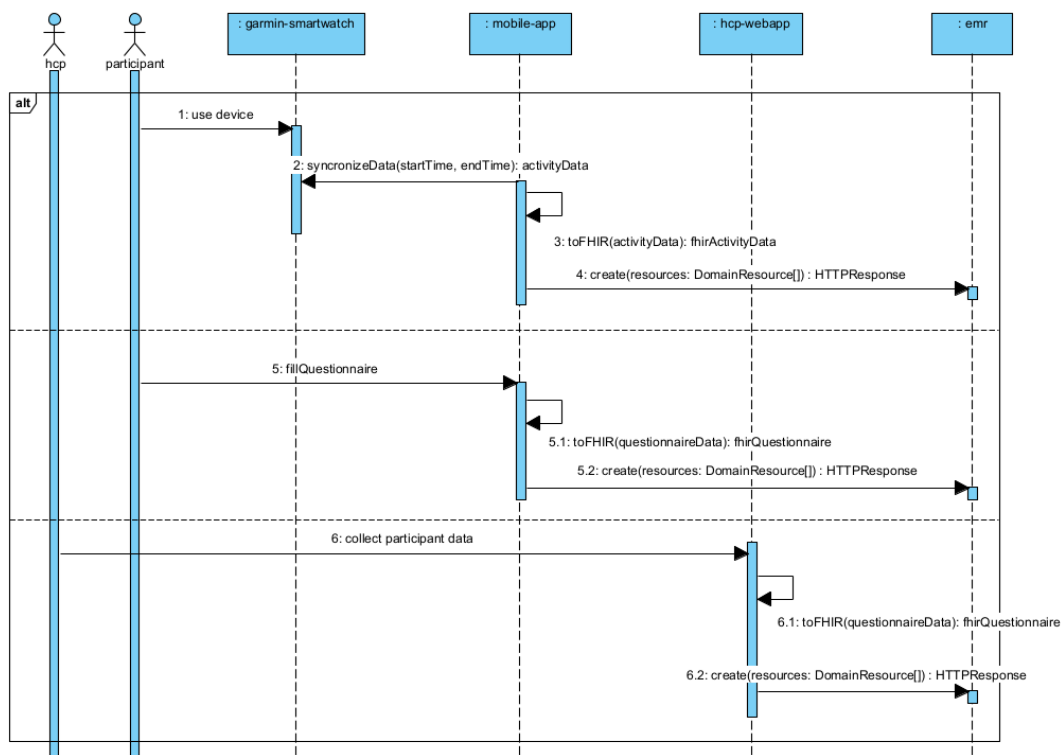 hcp
participant
: garmin-smartwatch
: mobile-app
: hcp-webapp
: emr
alt
1: use device
2: syncronizeData(startTime, endTime): activityData
3: toFHIR(activityData): fhirActivityData
4: create(resources: DomainResource[]) : HTTPResponse
5: fillQuestionnaire
5.1: toFHIR(questionnaireData): fhirQuestionnaire
5.2: create(resources: DomainResource[]) : HTTPResponse
6: collect participant data
6.1: toFHIR(questionnaireData): fhirQuestionnaire
6.2: create(resources: DomainResource[]) : HTTPResponse